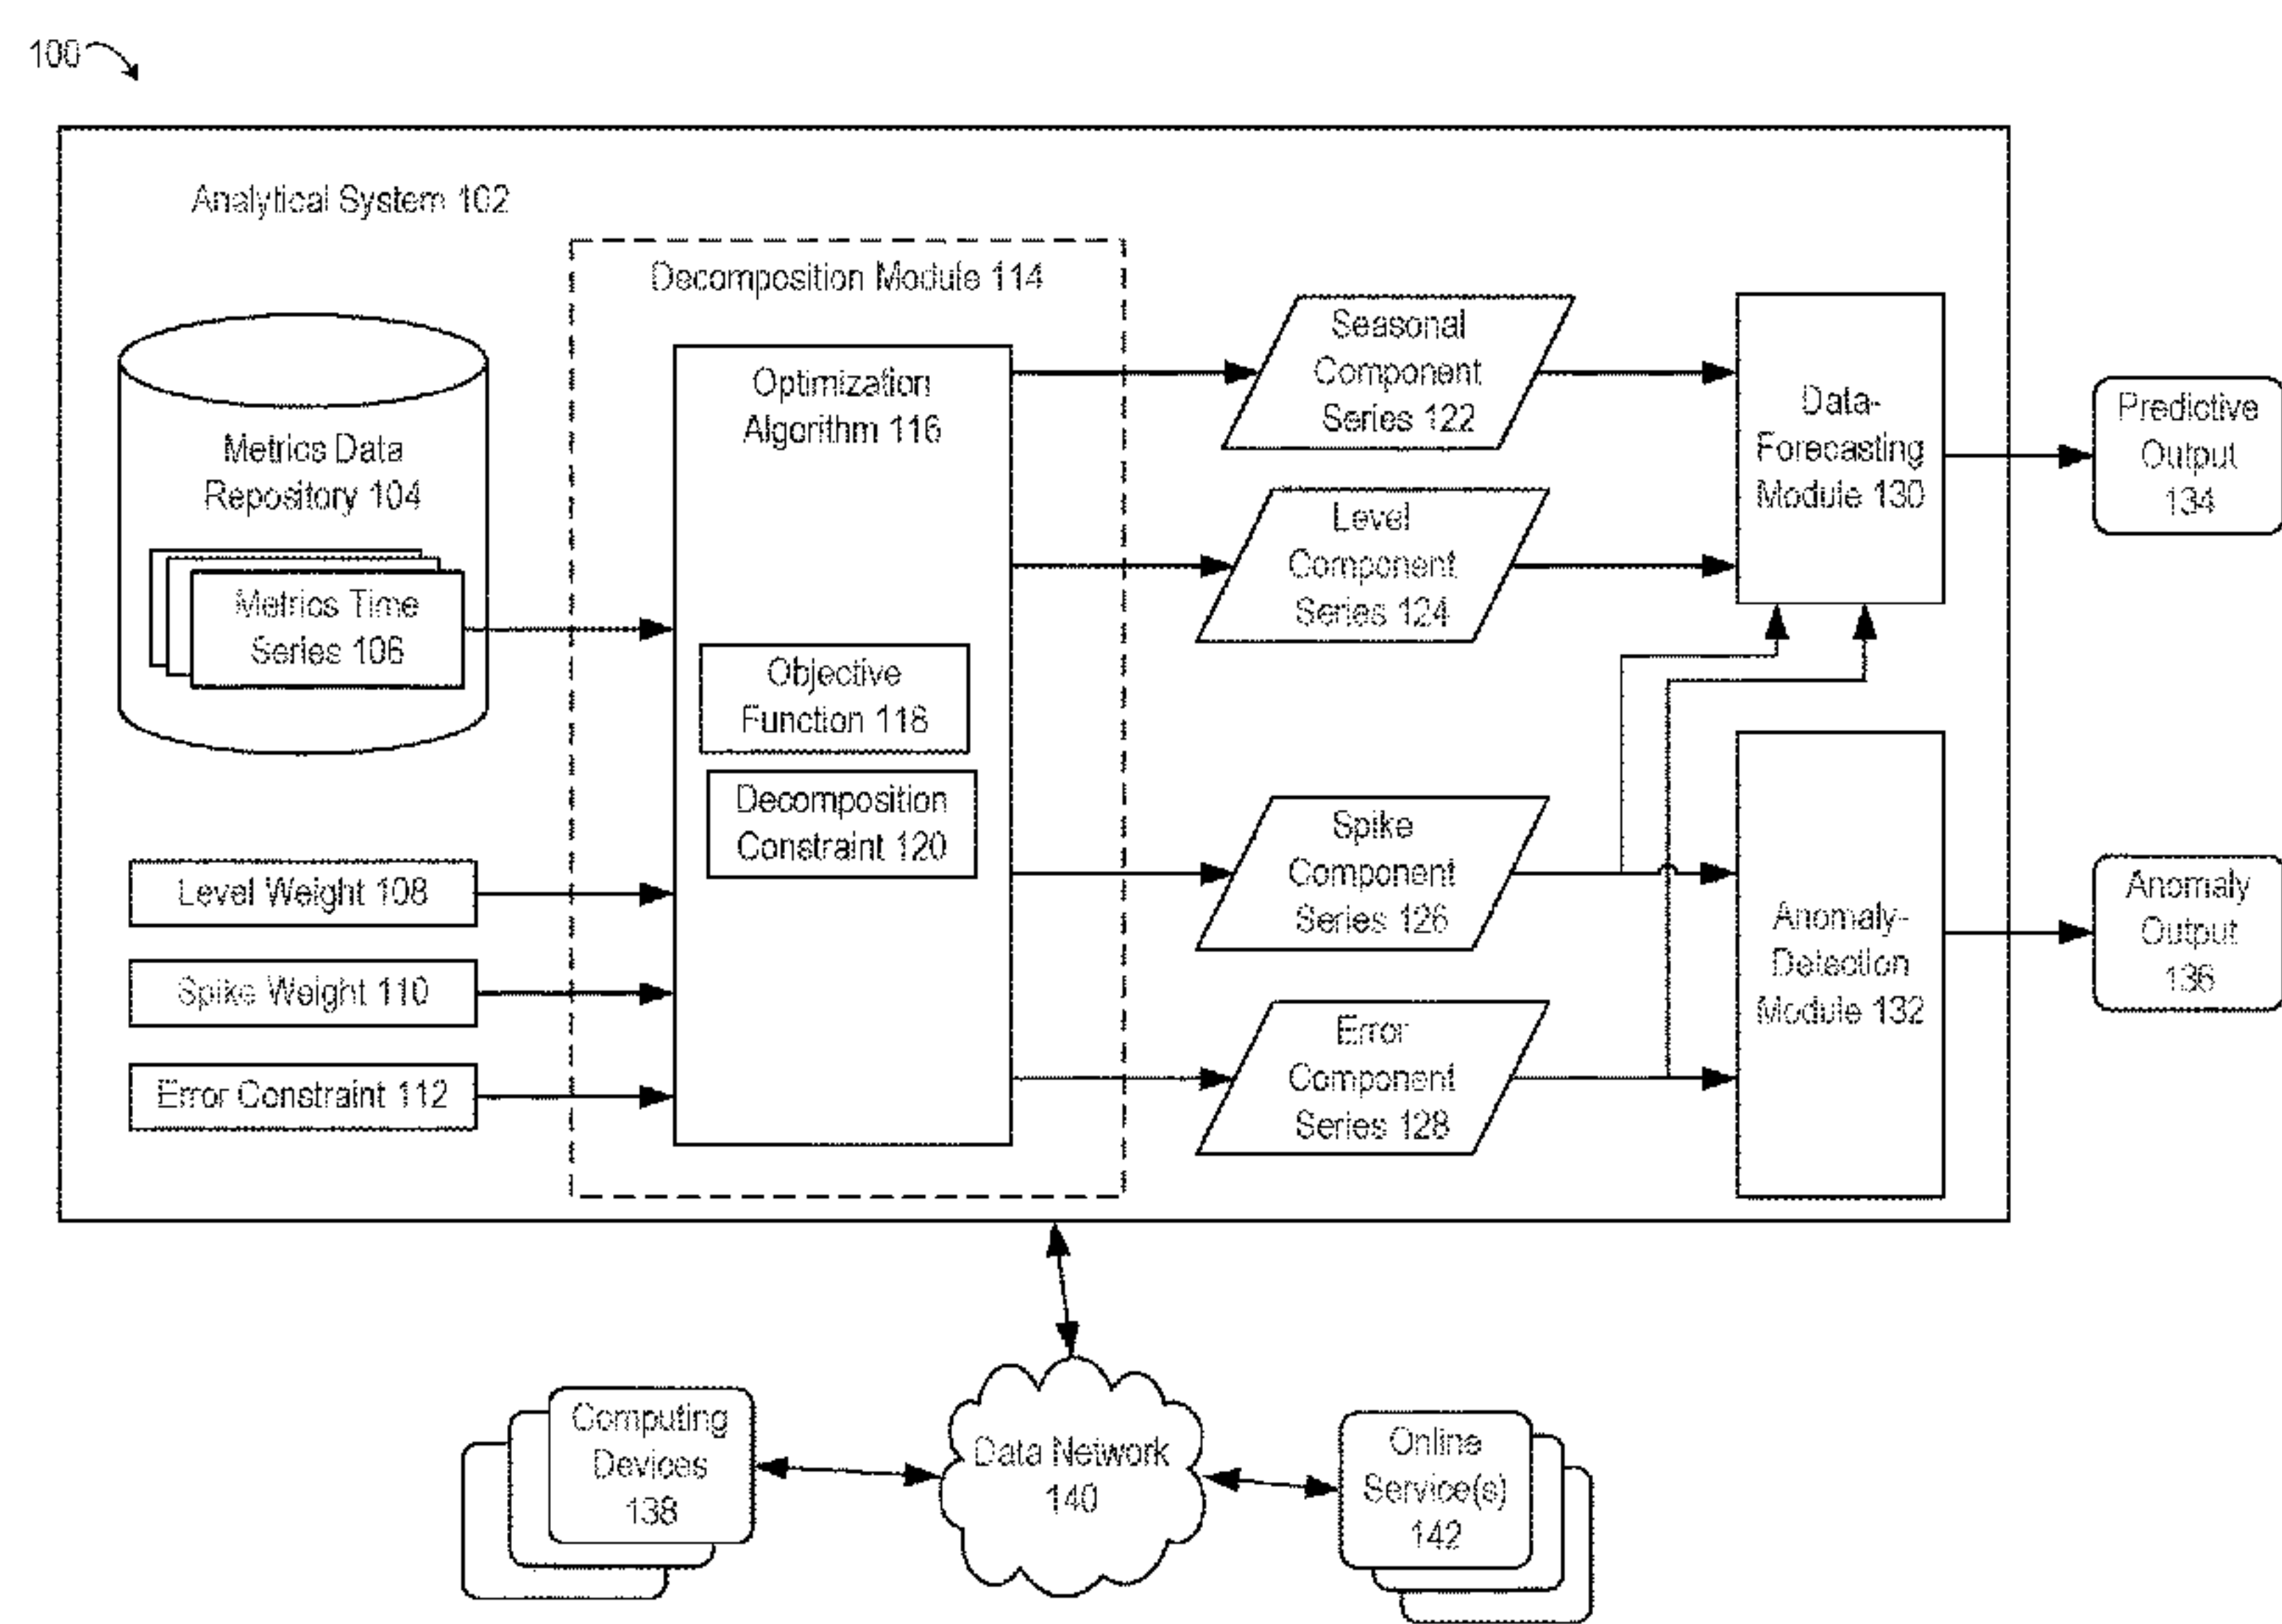 100
Analytical System 102
Metrics Data
Repository 104
Metrics Time
Series 106
Level Weight 108
Spike Weight 110
Error Constraint 112
Decomposition Module 114
Optimization
Algorithm 116
Objective
Function 118
Decomposition
Constraint 120
Seasonal
Component
Series 122
Level
Component
Series 124
Spike
Component
Series 126
Error
Component
Series 128
Data-
Forecasting
Module 130
Anomaly-
Detection
Module 132
Predictive
Output
134
Anomaly
Output
136
Computing
Devices
138
Data Network
140
Online
Service(s)
142